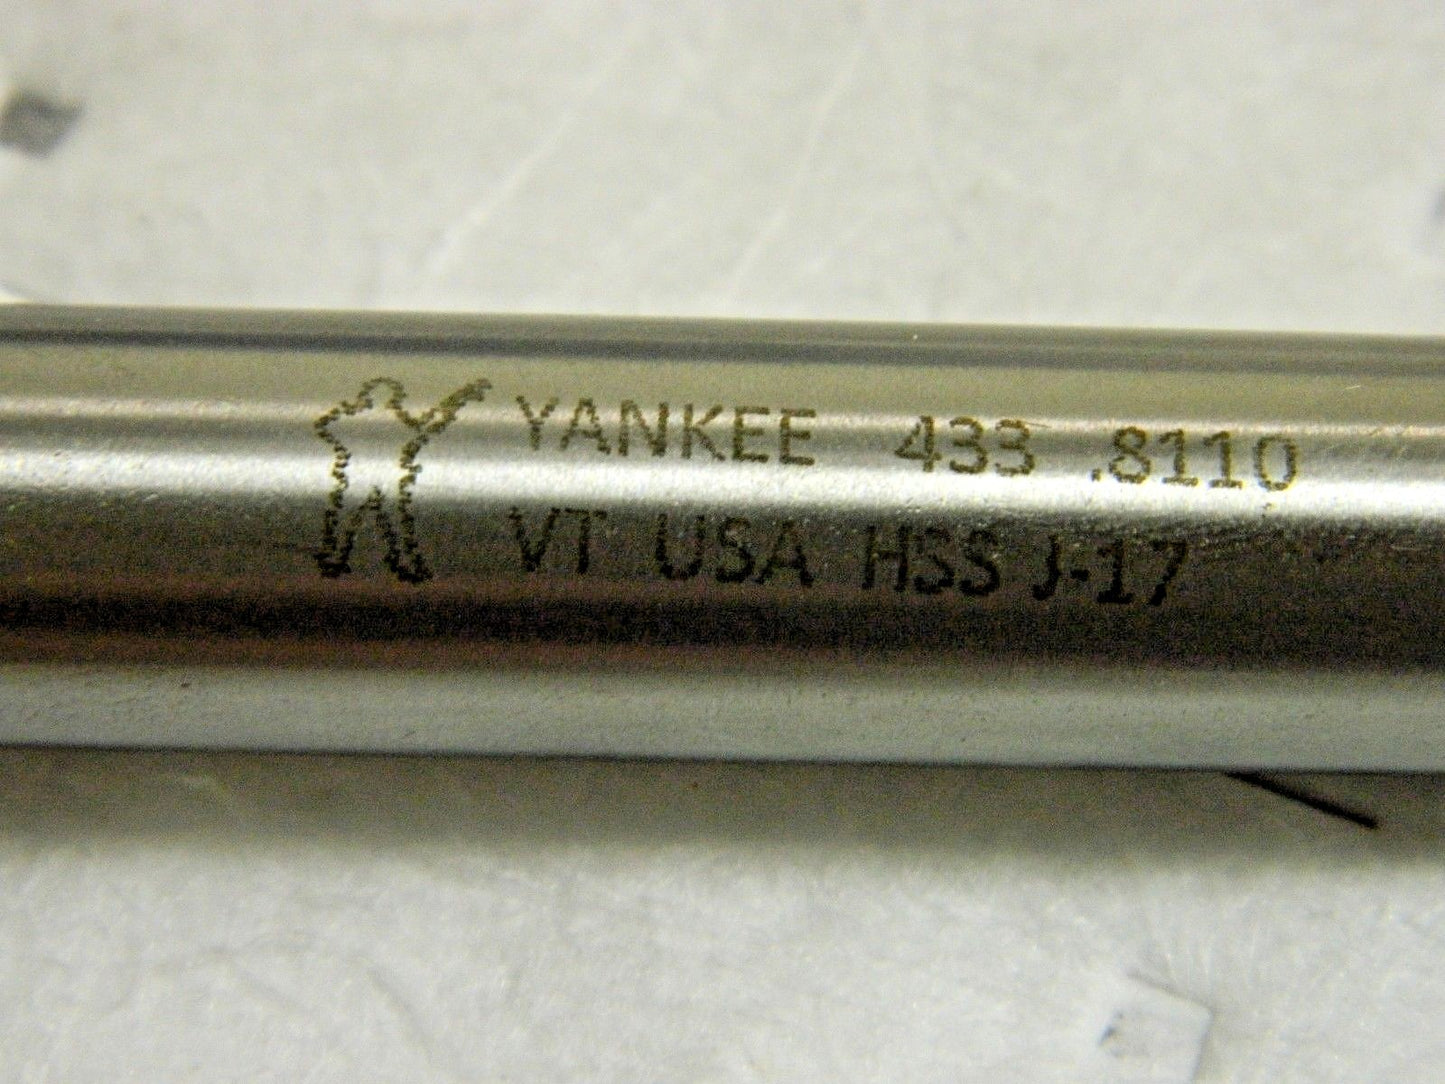 YANKEE 433 .8110
VT USA HSS J-17